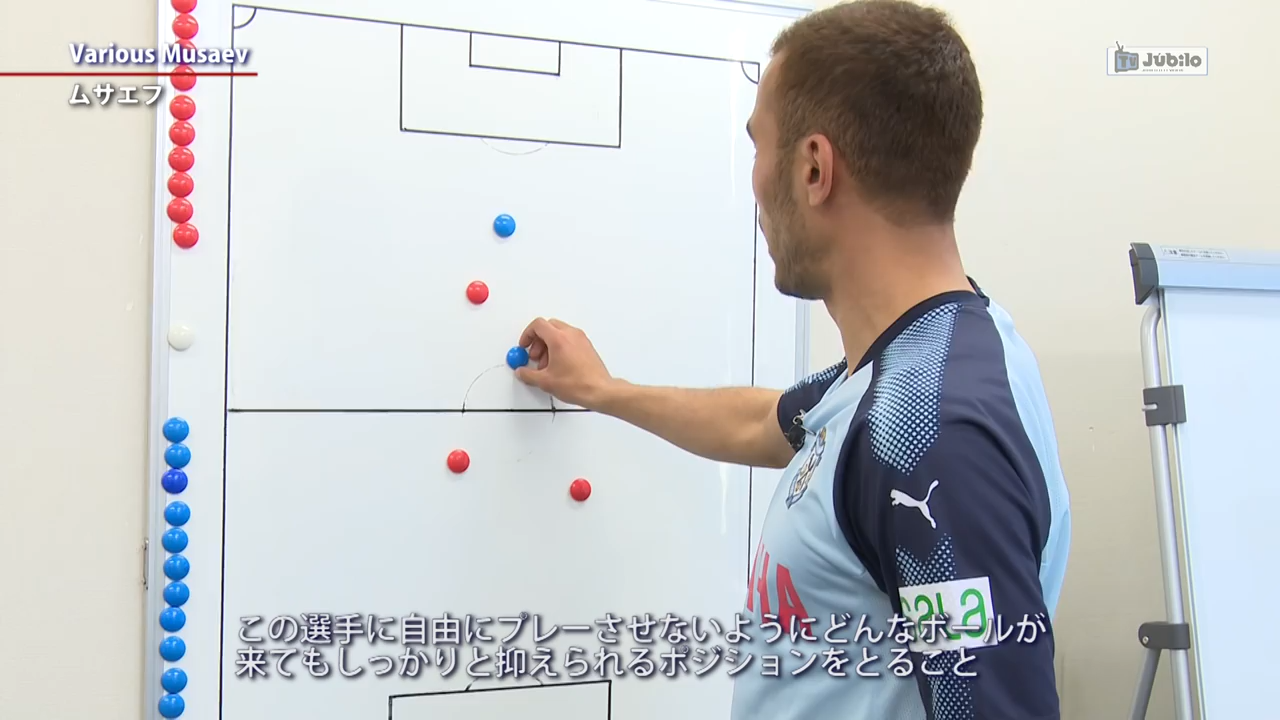 Various Musaev
ムサエフ
TV Júbilo
この選手に自由にプレーさせないようにどんなボールが
来てもしっかりと抑えられるポジションをとること